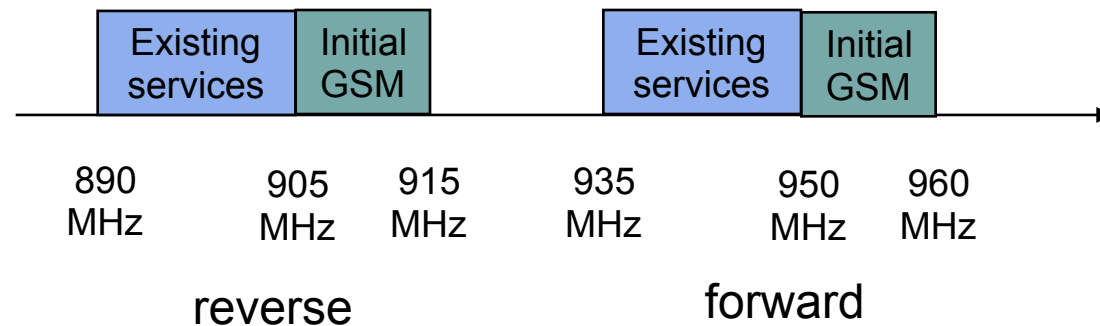 Existing
services
Initial
GSM
Existing
services
Initial
GSM
890
MHz
905
MHz
915
MHz
935
MHz
950
MHz
960
MHz
reverse
forward